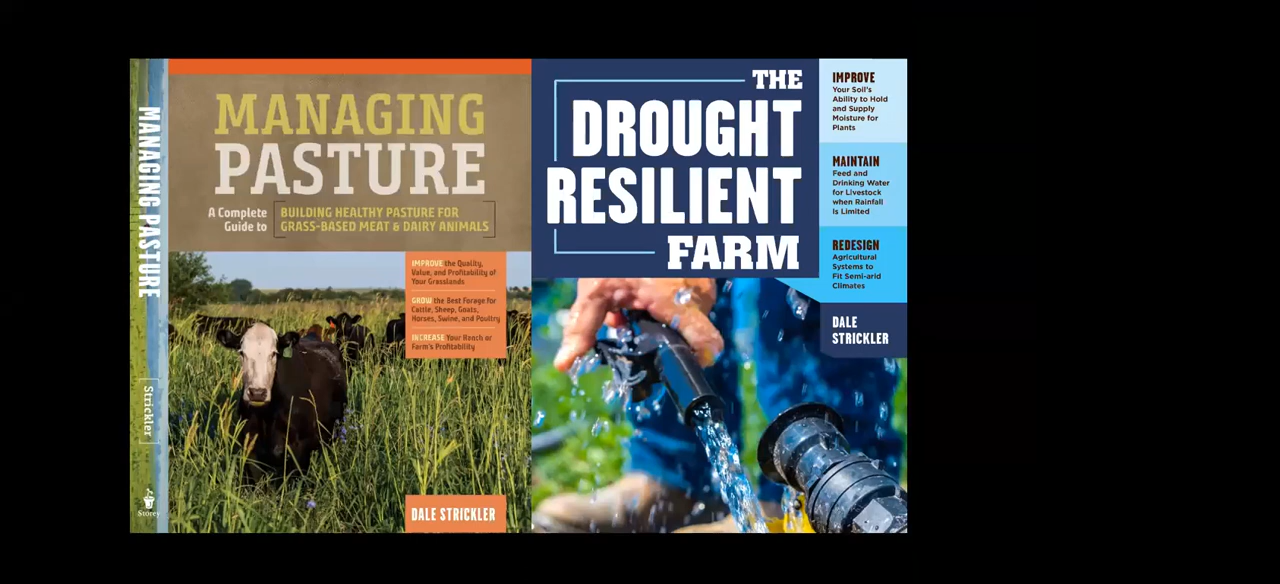 MANAGING PASTURE
Strickler
Storey
MANAGING
PASTURE
A Complete
Guide to
BUILDING HEALTHY PASTURE FOR
GRASS-BASED MEAT & DAIRY ANIMALS
IMPROVE the Quality,
Value, and Profitability of
Your Grasslands
GROW the Best Forage for
Cattle, Sheep, Goats,
Horses, Swine, and Poultry
INCREASE Your Ranch or
Farm's Profitability
DALE STRICKLER
THE
DROUGHT
RESILIENT
FARM
IMPROVE
Your Soil's
Ability to Hold
and Supply
Moisture for
Plants
MAINTAIN
Feed and
Drinking Water
for Livestock
when Rainfall
Is Limited
REDESIGN
Agricultural
Systems to
Fit Semi-arid
Climates
DALE
STRICKLER